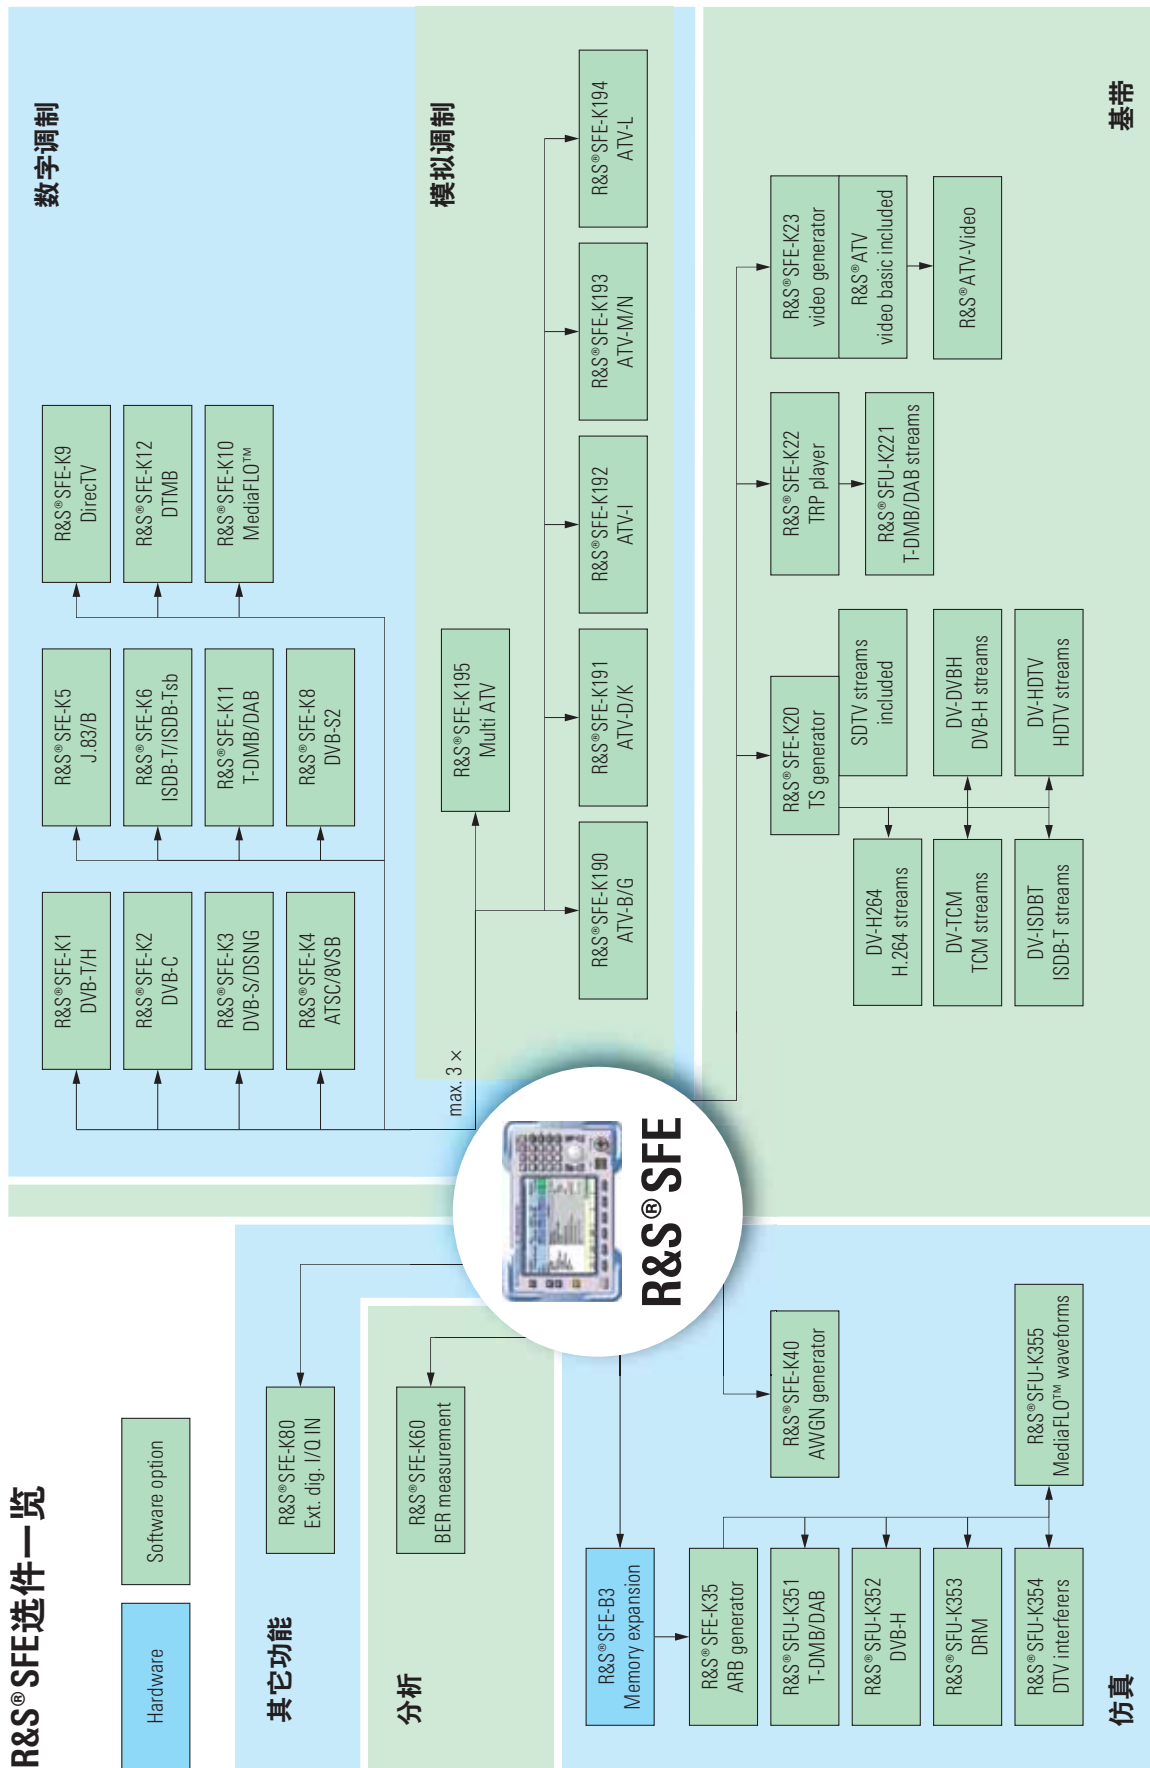 R&S®SFE选件一览
Hardware
Software option
其它功能
R&S®SFE-K80
Ext. dig. I/Q IN
分析
R&S®SFE-K60
BER measurement
仿真
R&S®SFE-B3
Memory expansion
R&S®SFE-K35
ARB generator
R&S®SFU-K351
T-DMB/DAB
R&S®SFU-K352
DVB-H
R&S®SFU-K353
DRM
R&S®SFU-K354
DTV interferers
R&S®SFU-K355
MediaFLO™ waveforms
R&S®SFE-K40
AWGN generator
R&S®SFE
数字调制
max. 3 ×
R&S®SFE-K1
DVB-T/H
R&S®SFE-K2
DVB-C
R&S®SFE-K3
DVB-S/DSNG
R&S®SFE-K4
ATSC/8VSB
R&S®SFE-K5
J.83/B
R&S®SFE-K6
ISDB-T/ISDB-Tsb
R&S®SFE-K11
T-DMB/DAB
R&S®SFE-K8
DVB-S2
R&S®SFE-K9
DirecTV
R&S®SFE-K12
DTMB
R&S®SFE-K10
MediaFLO™
模拟调制
R&S®SFE-K195
Multi ATV
R&S®SFE-K190
ATV-B/G
R&S®SFE-K191
ATV-D/K
R&S®SFE-K192
ATV-I
R&S®SFE-K193
ATV-M/N
R&S®SFE-K194
ATV-L
基带
R&S®SFE-K20
TS generator
SDTV streams
included
DV-H264
H.264 streams
DV-TCM
TCM streams
DV-ISDBT
ISDB-T streams
DV-DVBH
DVB-H streams
DV-HDTV
HDTV streams
R&S®SFE-K22
TRP player
R&S®SFU-K221
T-DMB/DAB streams
R&S®SFE-K23
video generator
R&S®ATV
video basic included
R&S®ATV-Video